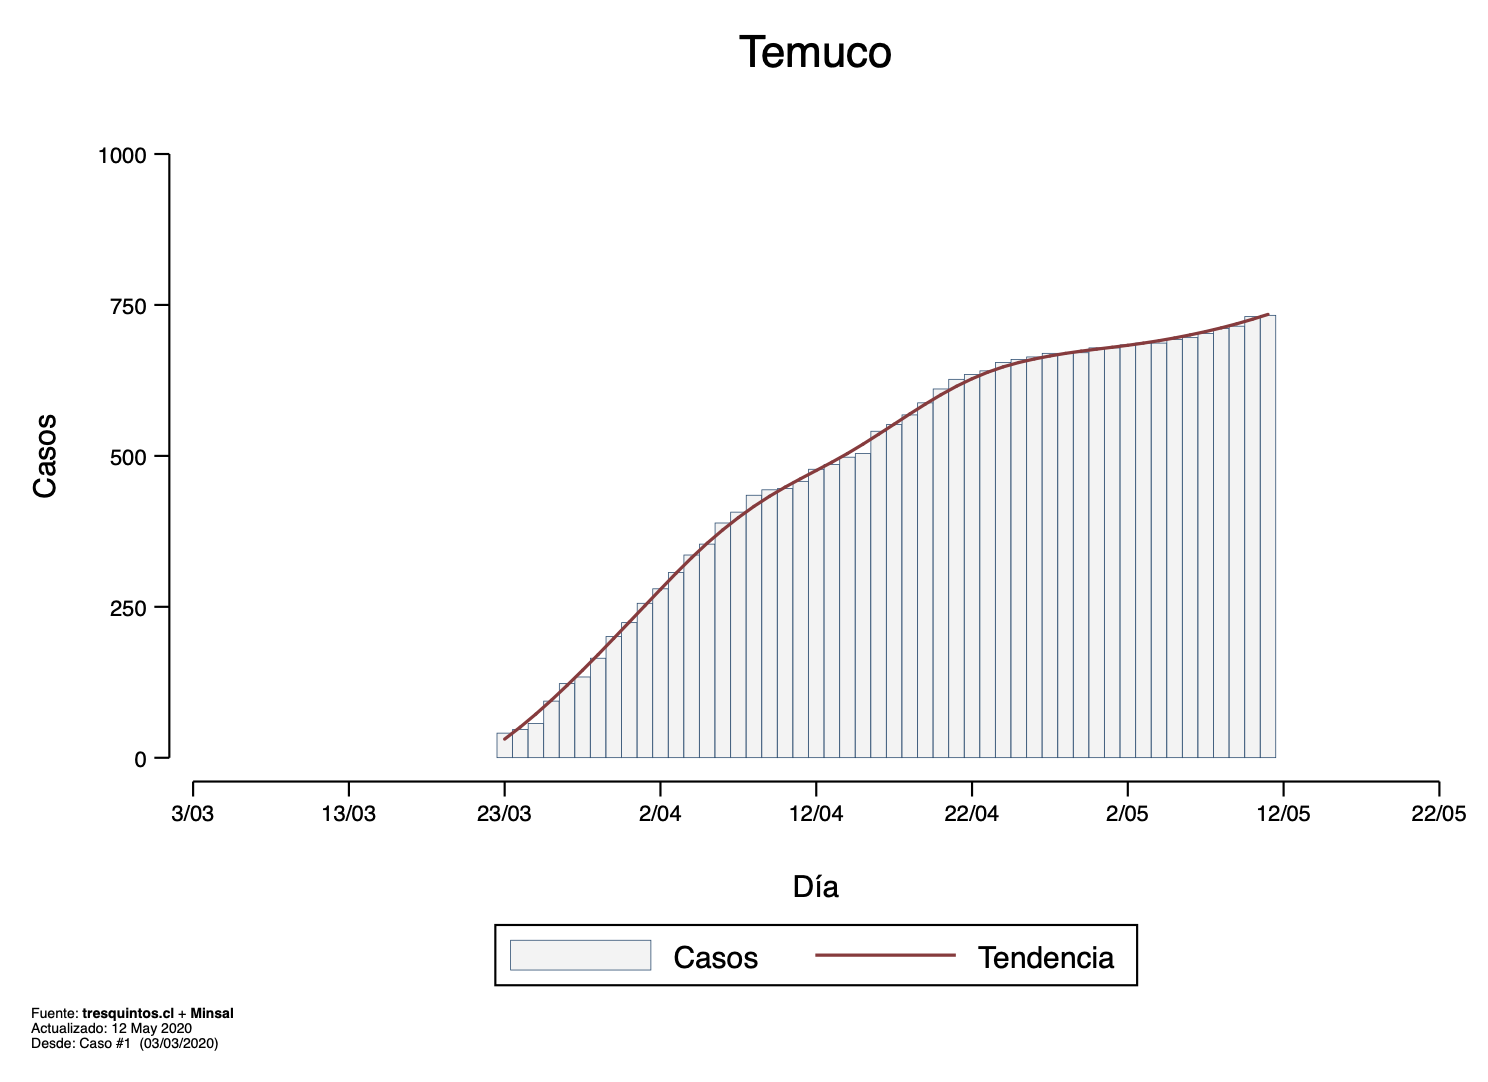 Temuco
1000
750
500
250
0
Casos
3/03 13/03 23/03 2/04 12/04 22/04 2/05 12/05 22/05
Día
Casos Tendencia
Fuente: tresquintos.cl + Minsal
Actualizado: 12 May 2020
Desde: Caso #1 (03/03/2020)